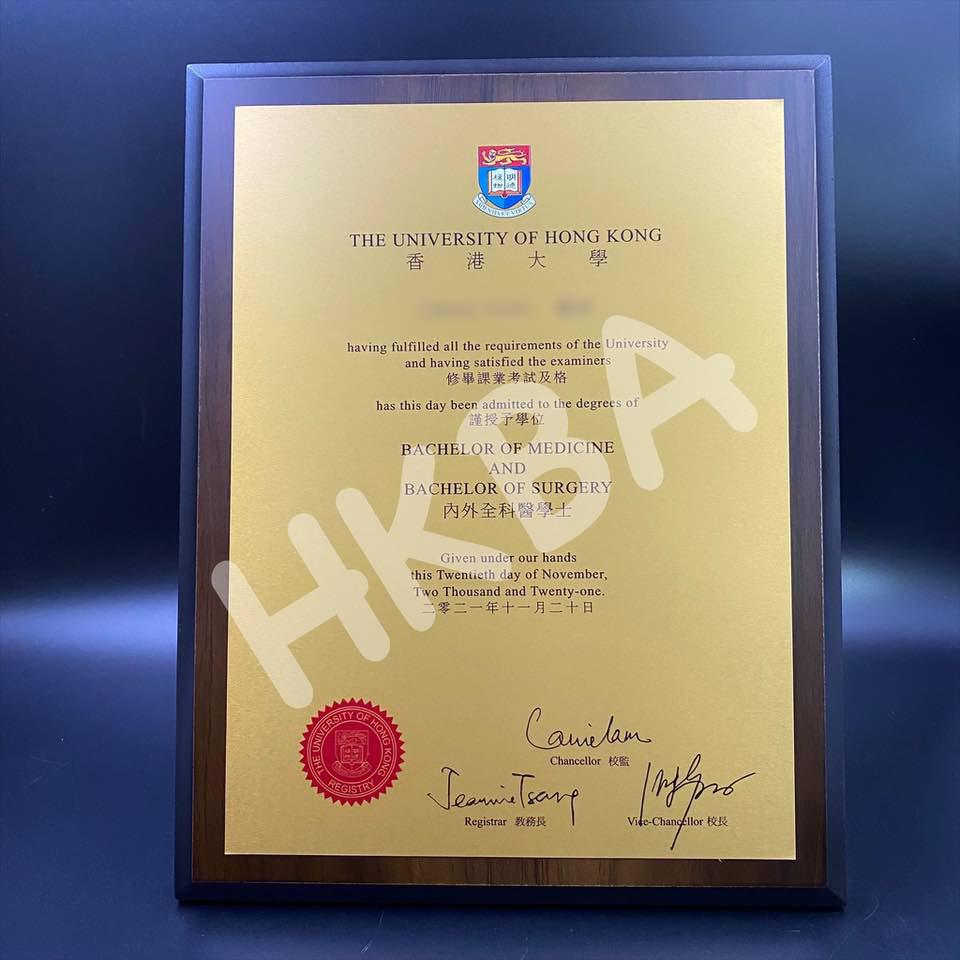 THE UNIVERSITY OF HONG KONG
香港大學
having fulfilled all the requirements of the University
and having satisfied the examiners
修畢課業考試及格
has this day been admitted to the degrees of
謹授予學位
BACHELOR OF MEDICINE
AND
BACHELOR OF SURGERY
內外全科醫學士
Given under our hands
this Twentieth day of November,
Two Thousand and Twenty-one.
二零二一年十一月二十日
HKBA
THE UNIVERSITY OF HONG KONG
REGISTRY
Carrie Lam
Chancellor 校監
Jeannie Tsang
Registrar 教務長
Vice-Chancellor 校長